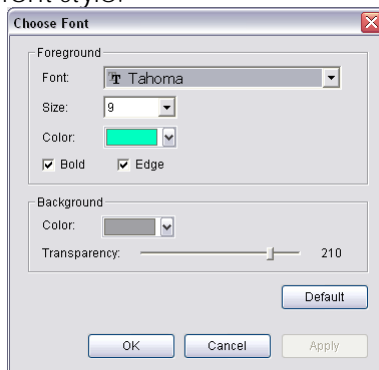 font style.
Choose Font
Foreground
Font: Tahoma
Size: 9
Color:
Bold Edge
Background
Color:
Transparency: 210
Default
OK Cancel Apply